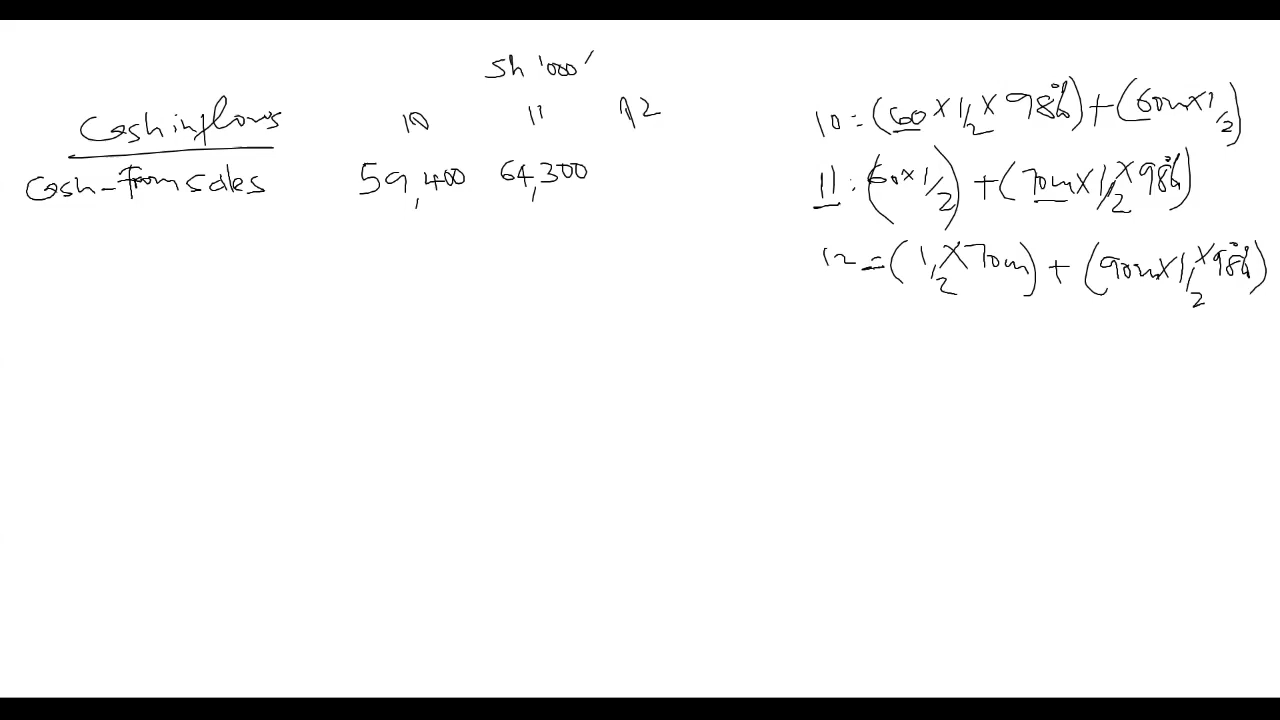 Sh '000'
Cash inflows 10 11 12
Cash from sales 59,400 64,300
10 = (60 x 1/2 x 98%) + (60m x 1/2)
11 : (60 x 1/2) + (70m x 1/2 x 98%)
12 = (1/2 x 70m) + (90m x 1/2 x 98%)